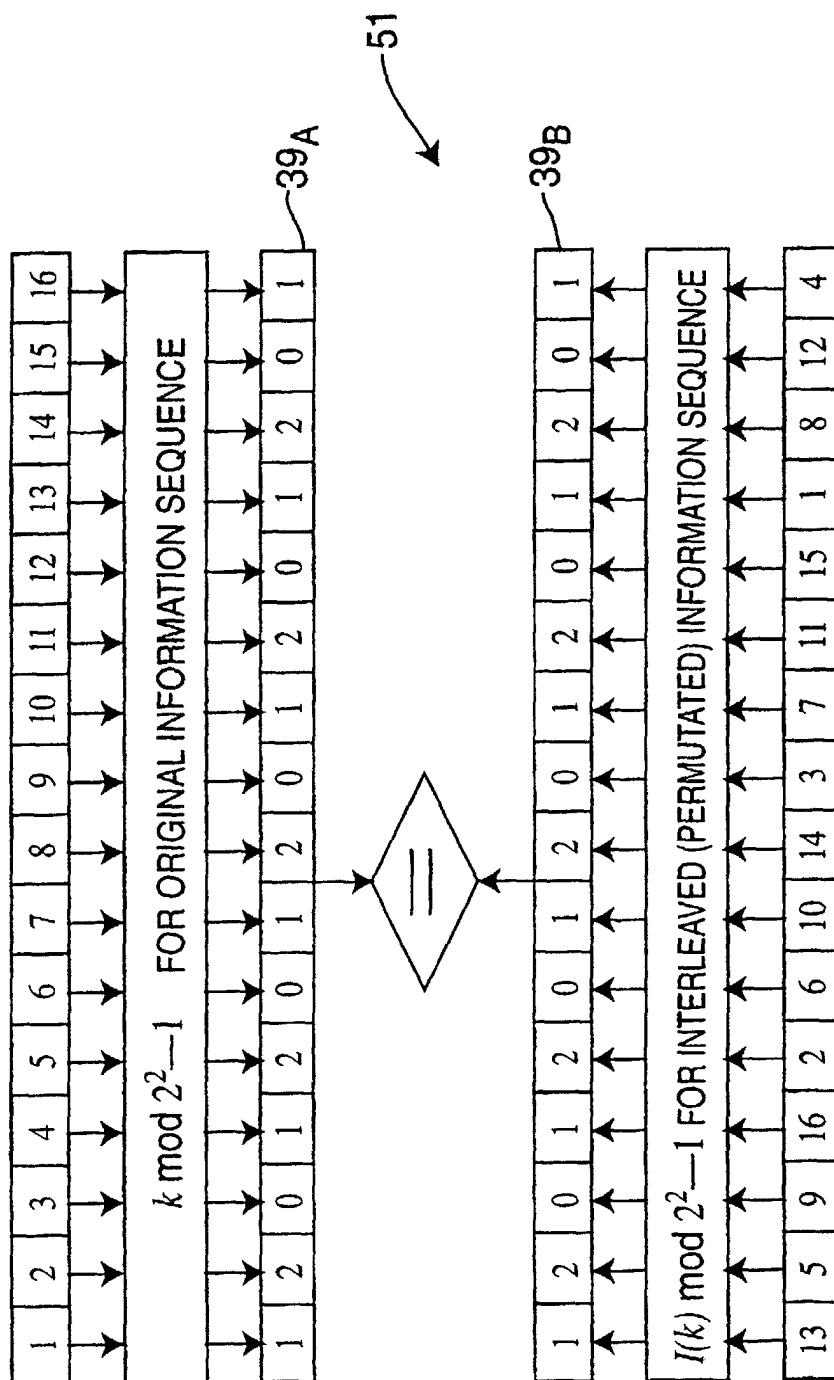 1 2 3 4 5 6 7 8 9 10 11 12 13 14 15 16
k mod 2²—1 FOR ORIGINAL INFORMATION SEQUENCE
1 2 0 1 2 0 1 2 0 1 2 0 1 2 0 1
39A
=
51
39B
1 2 0 1 2 0 1 2 0 1 2 0 1 2 0 1
I(k) mod 2²—1 FOR INTERLEAVED (PERMUTATED) INFORMATION SEQUENCE
13 5 9 16 2 6 10 14 3 7 11 15 1 8 12 4